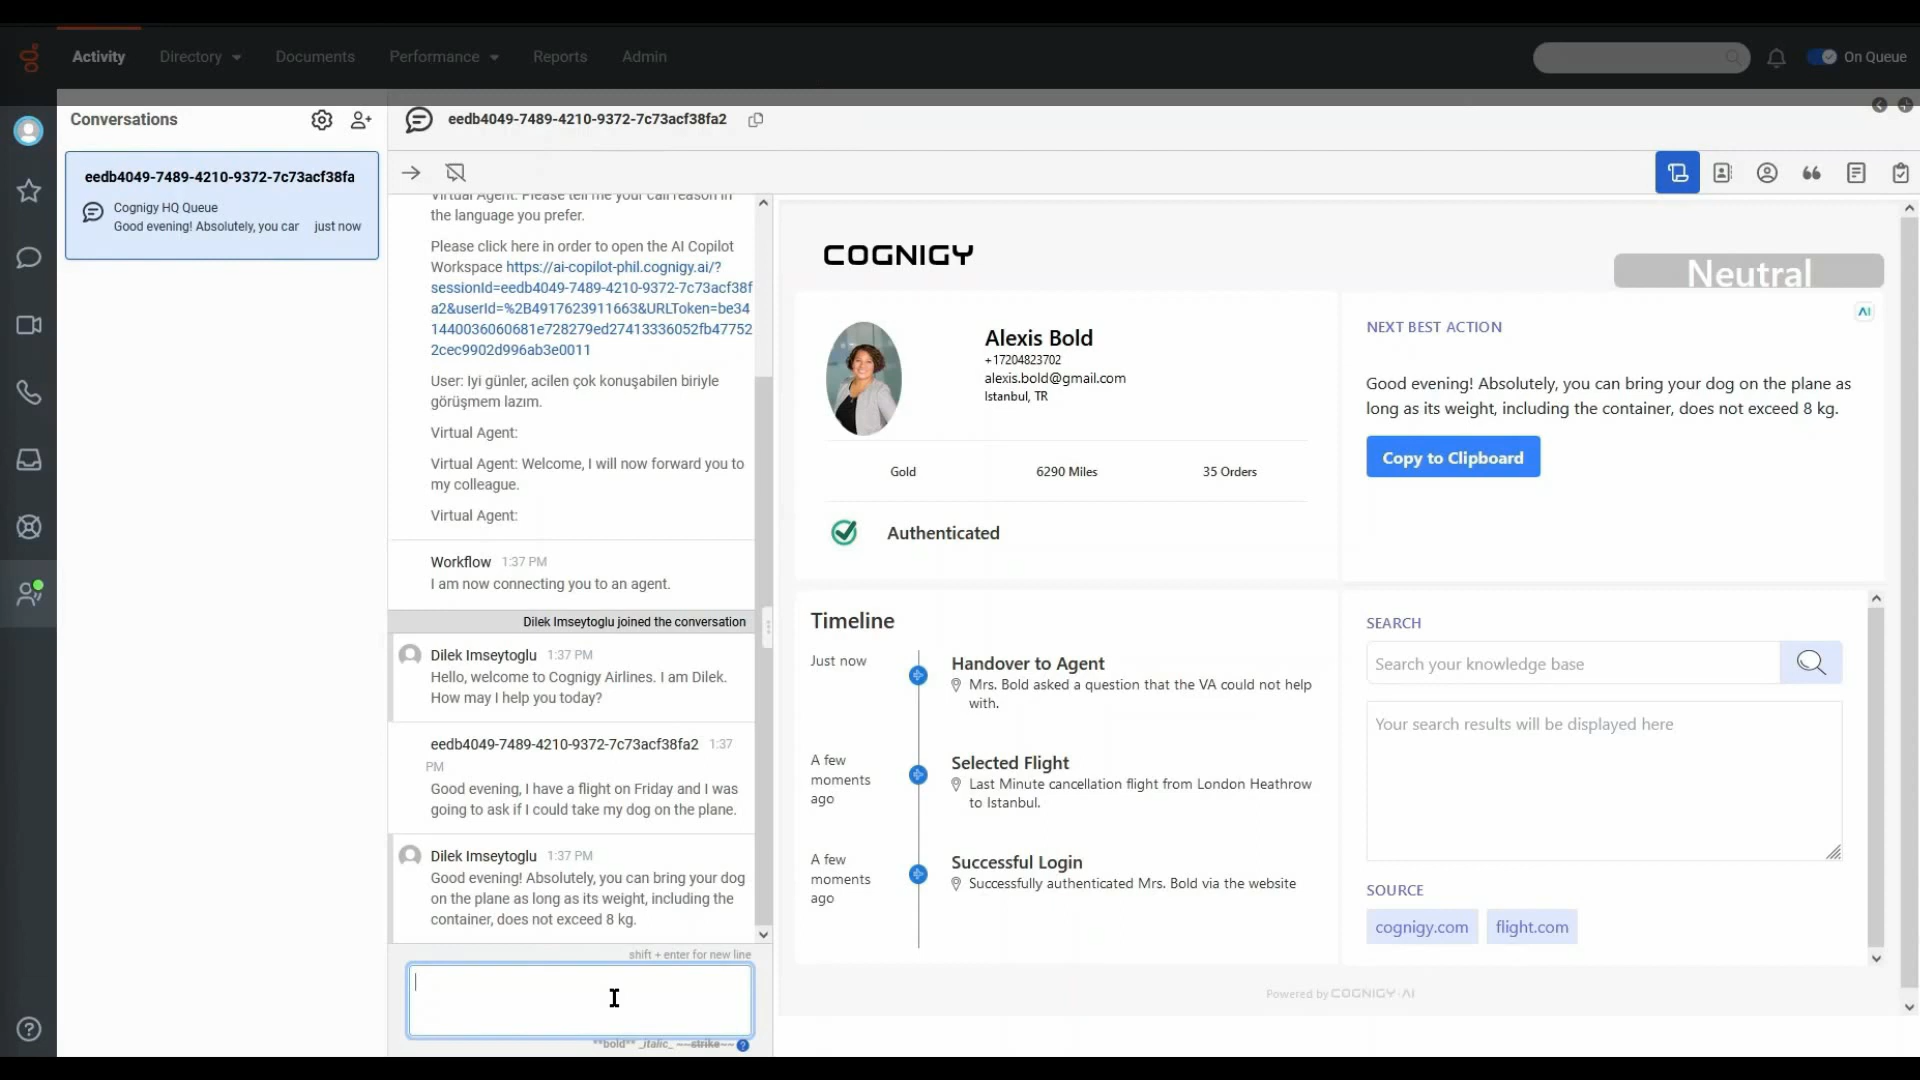 Activity
Directory
Documents
Performance
Reports
Admin
On Queue
Conversations
eedb4049-7489-4210-9372-7c73acf38fa2
eedb4049-7489-4210-9372-7c73acf38fa
Cognigy HQ Queue
Good evening! Absolutely, you car just now
Virtual Agent: Please tell me your call reason in
the language you prefer.
Please click here in order to open the AI Copilot
Workspace https://ai-copilot-phil.cognigy.ai/?
sessionId=eedb4049-7489-4210-9372-7c73acf38f
a2&userId=%2B4917623911663&URLToken=be34
1440036060681e728279ed27413336052fb47752
2cec9902d996ab3e0011
User: Iyi günler, acilen çok konuşabilen biriyle
görüşmem lazım.
Virtual Agent:
Virtual Agent: Welcome, I will now forward you to
my colleague.
Virtual Agent:
Workflow 1:37 PM
I am now connecting you to an agent.
Dilek Imseytoglu joined the conversation
Dilek Imseytoglu 1:37 PM
Hello, welcome to Cognigy Airlines. I am Dilek.
How may I help you today?
eedb4049-7489-4210-9372-7c73acf38fa2 1:37
PM
Good evening, I have a flight on Friday and I was
going to ask if I could take my dog on the plane.
Dilek Imseytoglu 1:37 PM
Good evening! Absolutely, you can bring your dog
on the plane as long as its weight, including the
container, does not exceed 8 kg.
shift + enter for new line
**bold** _italic_ ~~strike~~ ?
COGNIGY
Neutral
Alexis Bold
+17204823702
alexis.bold@gmail.com
Istanbul, TR
Gold
6290 Miles
35 Orders
Authenticated
NEXT BEST ACTION
AI
Good evening! Absolutely, you can bring your dog on the plane as
long as its weight, including the container, does not exceed 8 kg.
Copy to Clipboard
Timeline
Just now
Handover to Agent
Mrs. Bold asked a question that the VA could not help
with.
A few
moments
ago
Selected Flight
Last Minute cancellation flight from London Heathrow
to Istanbul.
A few
moments
ago
Successful Login
Successfully authenticated Mrs. Bold via the website
SEARCH
Search your knowledge base
Your search results will be displayed here
SOURCE
cognigy.com
flight.com
Powered by COGNIGY.AI